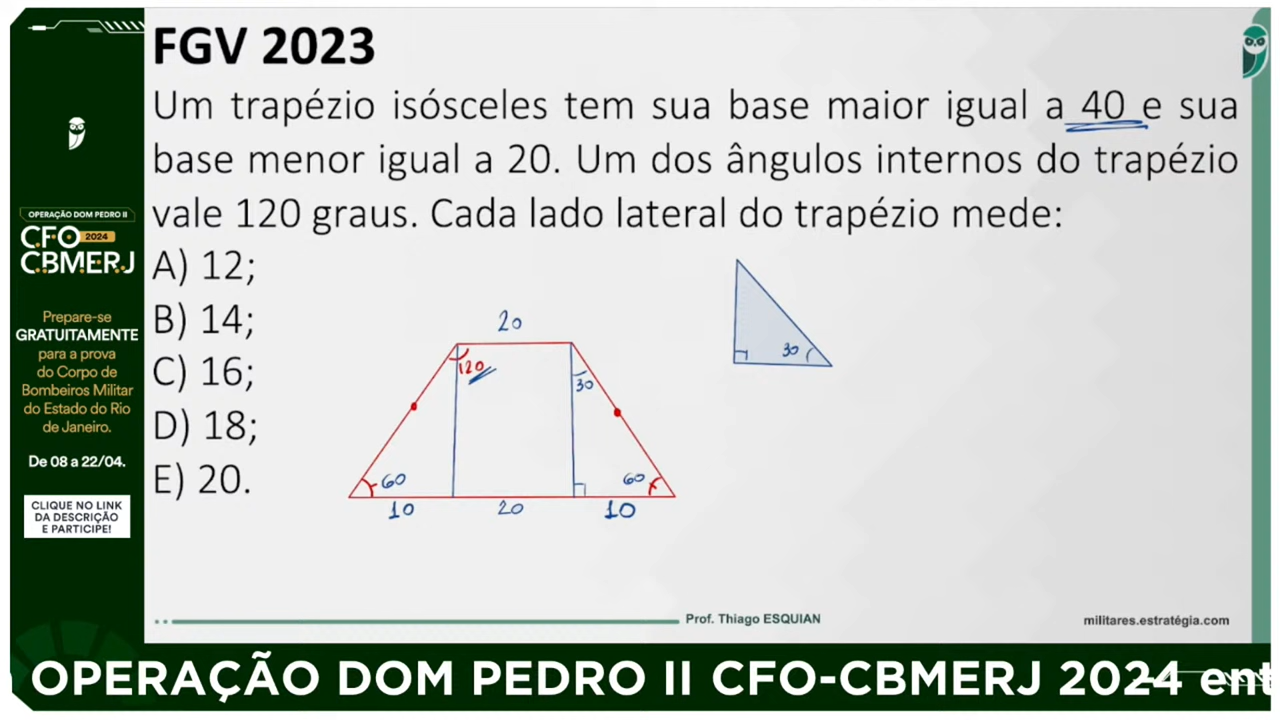 FGV 2023
Um trapézio isósceles tem sua base maior igual a 40 e sua
base menor igual a 20. Um dos ângulos internos do trapézio
vale 120 graus. Cada lado lateral do trapézio mede:
A) 12;
B) 14;
C) 16;
D) 18;
E) 20.
20
120
30
60
60
10
20
10
30
OPERAÇÃO DOM PEDRO II
CFO 2024
CBMERJ
Prepare-se
GRATUITAMENTE
para a prova
do Corpo de
Bombeiros Militar
do Estado do Rio
de Janeiro.
De 08 a 22/04.
CLIQUE NO LINK
DA DESCRIÇÃO
E PARTICIPE!
Prof. Thiago ESQUIAN
militares.estratégia.com
OPERAÇÃO DOM PEDRO II CFO-CBMERJ 2024 ent